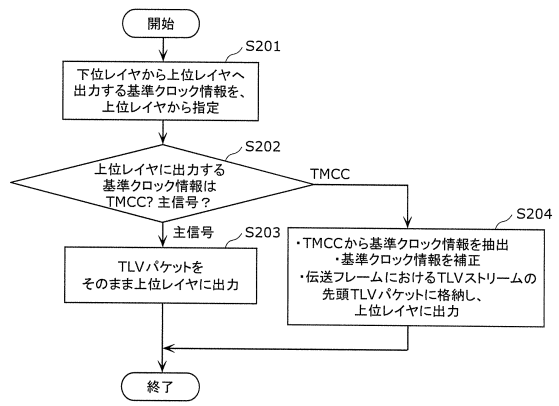 開始
S201
下位レイヤから上位レイヤへ
出力する基準クロック情報を、
上位レイヤから指定
S202
上位レイヤに出力する
基準クロック情報は
TMCC? 主信号?
TMCC
主信号
S203
TLVパケットを
そのまま上位レイヤに出力
S204
・TMCCから基準クロック情報を抽出
・基準クロック情報を補正
・伝送フレームにおけるTLVストリームの
先頭TLVパケットに格納し、
上位レイヤに出力
終了